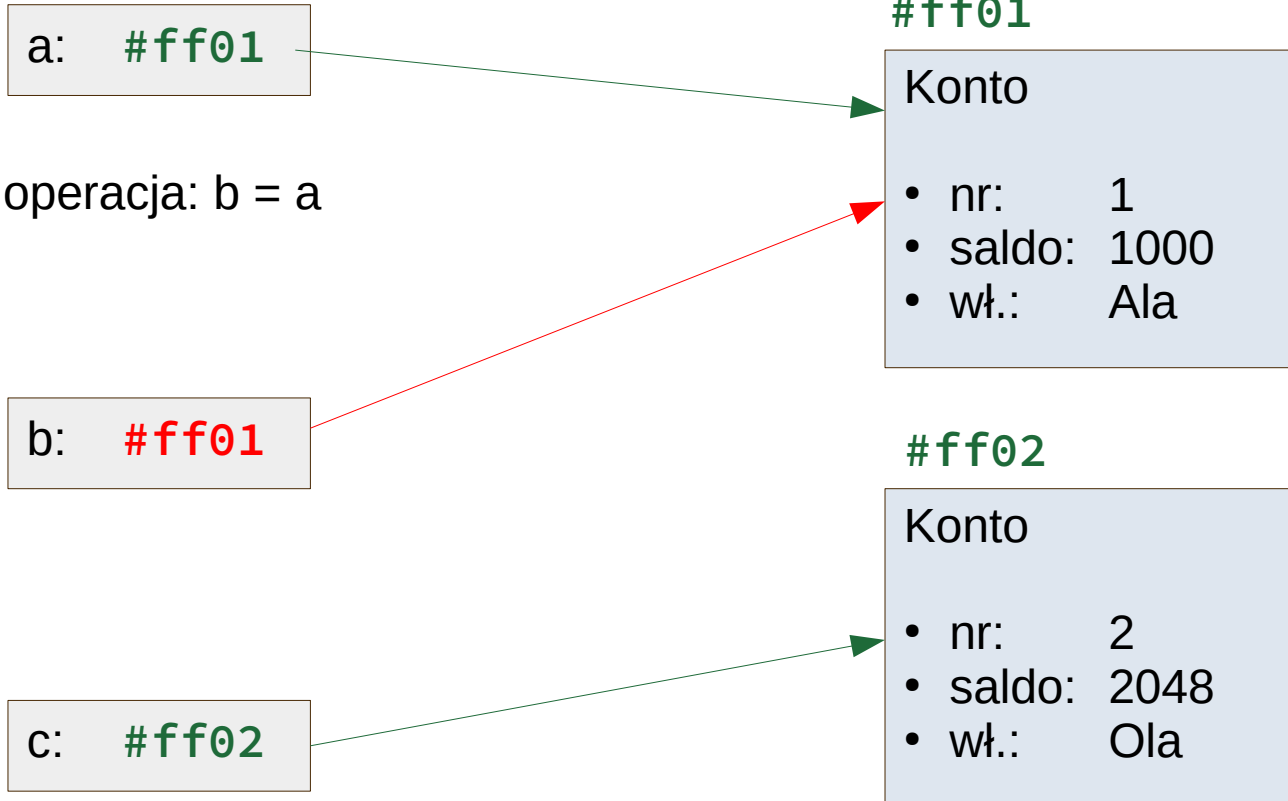 a: #ff01
operacja: b = a
b: #ff01
c: #ff02
#ff01
Konto
• nr: 1
• saldo: 1000
• wł.: Ala
#ff02
Konto
• nr: 2
• saldo: 2048
• wł.: Ola